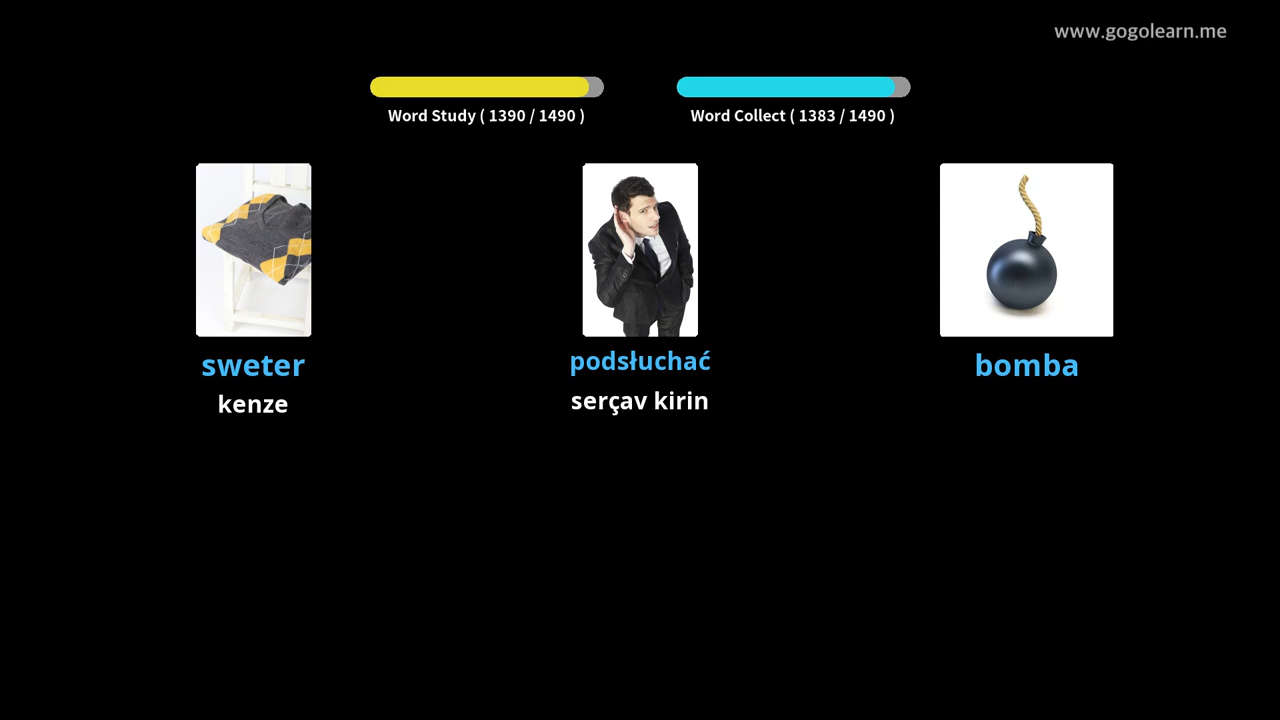 www.gogolearn.me
Word Study ( 1390 / 1490 )
Word Collect ( 1383 / 1490 )
sweter
podsłuchać
bomba
kenze
serçav kirin